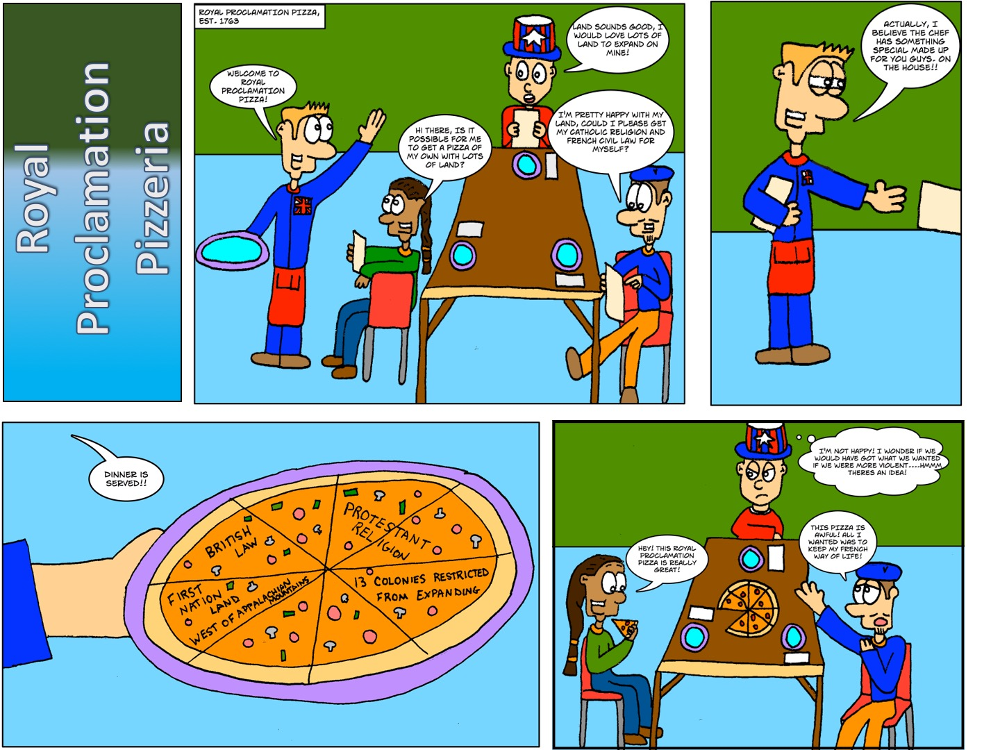 Royal
Proclamation
Pizzeria
ROYAL PROCLAMATION PIZZA,
EST. 1763
WELCOME TO
ROYAL
PROCLAMATION
PIZZA!
HI THERE, IS IT
POSSIBLE FOR ME
TO GET A PIZZA OF
MY OWN WITH LOTS
OF LAND?
LAND SOUNDS GOOD, I
WOULD LOVE LOTS OF
LAND TO EXPAND ON
MINE!
I'M PRETTY HAPPY WITH MY
LAND, COULD I PLEASE GET
MY CATHOLIC RELIGION AND
FRENCH CIVIL LAW FOR
MYSELF?
ACTUALLY, I
BELIEVE THE CHEF
HAS SOMETHING
SPECIAL MADE UP
FOR YOU GUYS. ON
THE HOUSE!!
DINNER IS
SERVED!!
BRITISH
LAW
PROTESTANT
RELIGION
FIRST
NATION
LAND
WEST OF APPALACHIAN
MOUNTAINS
13 COLONIES RESTRICTED
FROM EXPANDING
I'M NOT HAPPY! I WONDER IF WE
WOULD HAVE GOT WHAT WE WANTED
IF WE WERE MORE VIOLENT....HMMM
THERES AN IDEA!
HEY! THIS ROYAL
PROCLAMATION
PIZZA IS REALLY
GREAT!
THIS PIZZA IS
AWFUL! ALL I
WANTED WAS TO
KEEP MY FRENCH
WAY OF LIFE!